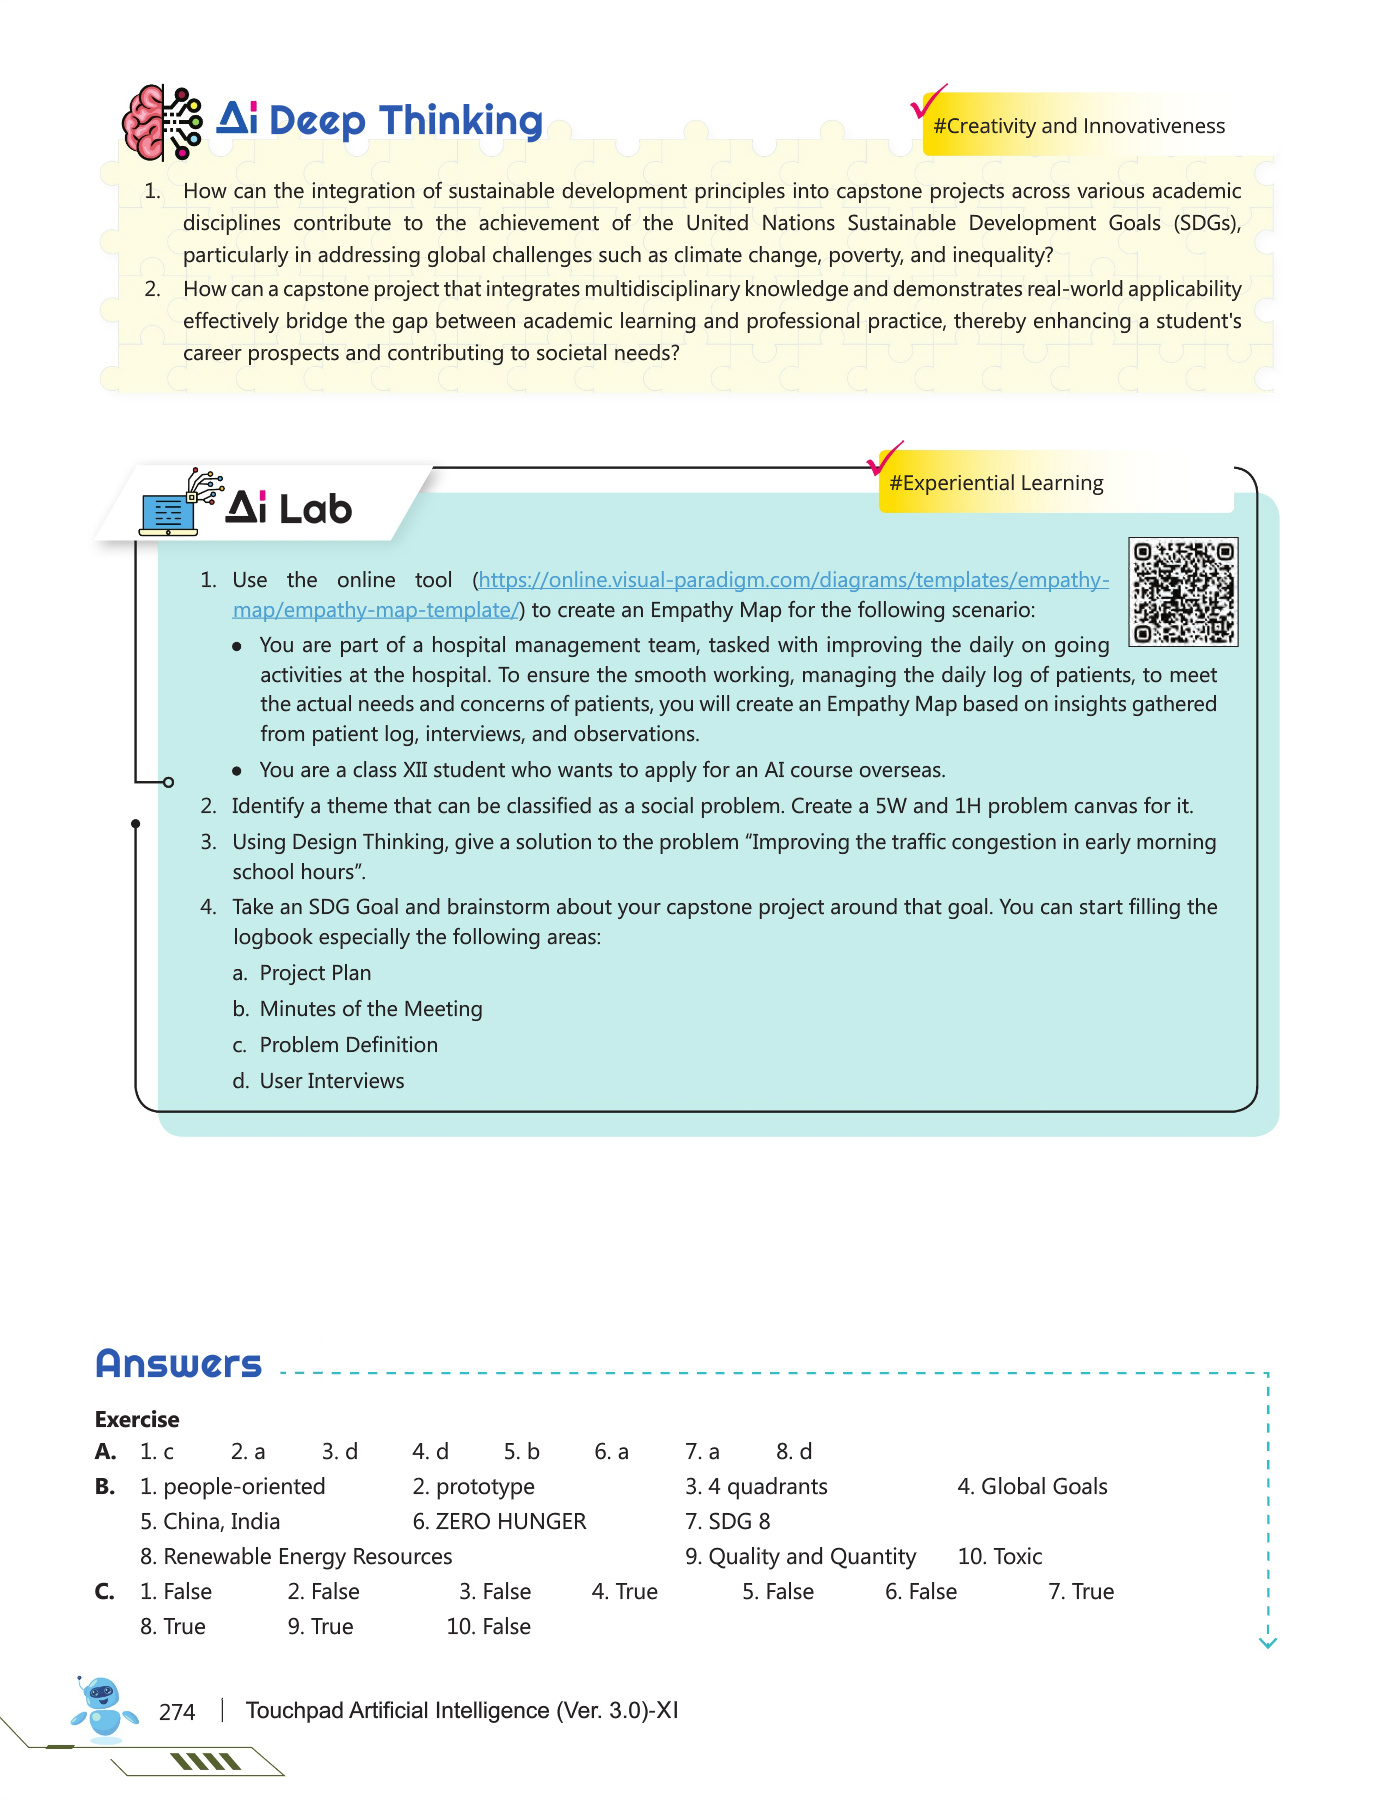 Ai Deep Thinking
#Creativity and Innovativeness
1. How can the integration of sustainable development principles into capstone projects across various academic
disciplines contribute to the achievement of the United Nations Sustainable Development Goals (SDGs),
particularly in addressing global challenges such as climate change, poverty, and inequality?
2. How can a capstone project that integrates multidisciplinary knowledge and demonstrates real-world applicability
effectively bridge the gap between academic learning and professional practice, thereby enhancing a student's
career prospects and contributing to societal needs?
Ai Lab
#Experiential Learning
1. Use the online tool (https://online.visual-paradigm.com/diagrams/templates/empathy-
map/empathy-map-template/) to create an Empathy Map for the following scenario:
● You are part of a hospital management team, tasked with improving the daily on going
activities at the hospital. To ensure the smooth working, managing the daily log of patients, to meet
the actual needs and concerns of patients, you will create an Empathy Map based on insights gathered
from patient log, interviews, and observations.
● You are a class XII student who wants to apply for an AI course overseas.
2. Identify a theme that can be classified as a social problem. Create a 5W and 1H problem canvas for it.
3. Using Design Thinking, give a solution to the problem “Improving the traffic congestion in early morning
school hours”.
4. Take an SDG Goal and brainstorm about your capstone project around that goal. You can start filling the
logbook especially the following areas:
a. Project Plan
b. Minutes of the Meeting
c. Problem Definition
d. User Interviews
Answers
Exercise
A. 1. c 2. a 3. d 4. d 5. b 6. a 7. a 8. d
B. 1. people-oriented 2. prototype 3. 4 quadrants 4. Global Goals
5. China, India 6. ZERO HUNGER 7. SDG 8
8. Renewable Energy Resources 9. Quality and Quantity 10. Toxic
C. 1. False 2. False 3. False 4. True 5. False 6. False 7. True
8. True 9. True 10. False
274 Touchpad Artificial Intelligence (Ver. 3.0)-XI